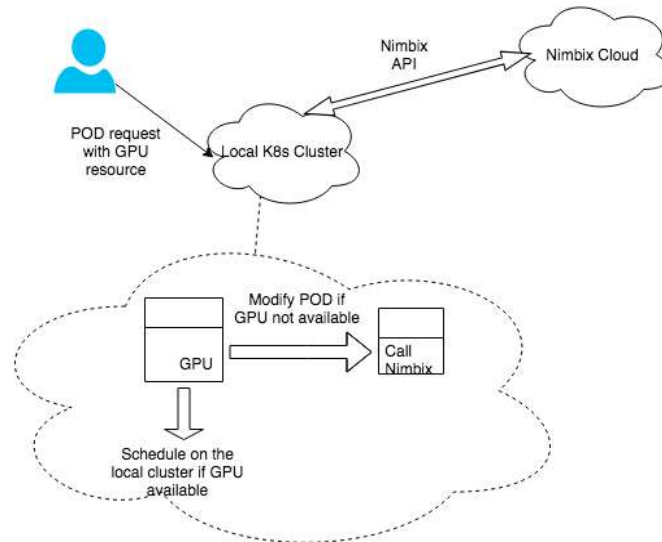 Nimbix
API
Nimbix Cloud
POD request
with GPU
resource
Local K8s Cluster
Modify POD if
GPU not available
GPU
Call
Nimbix
Schedule on the
local cluster if GPU
available